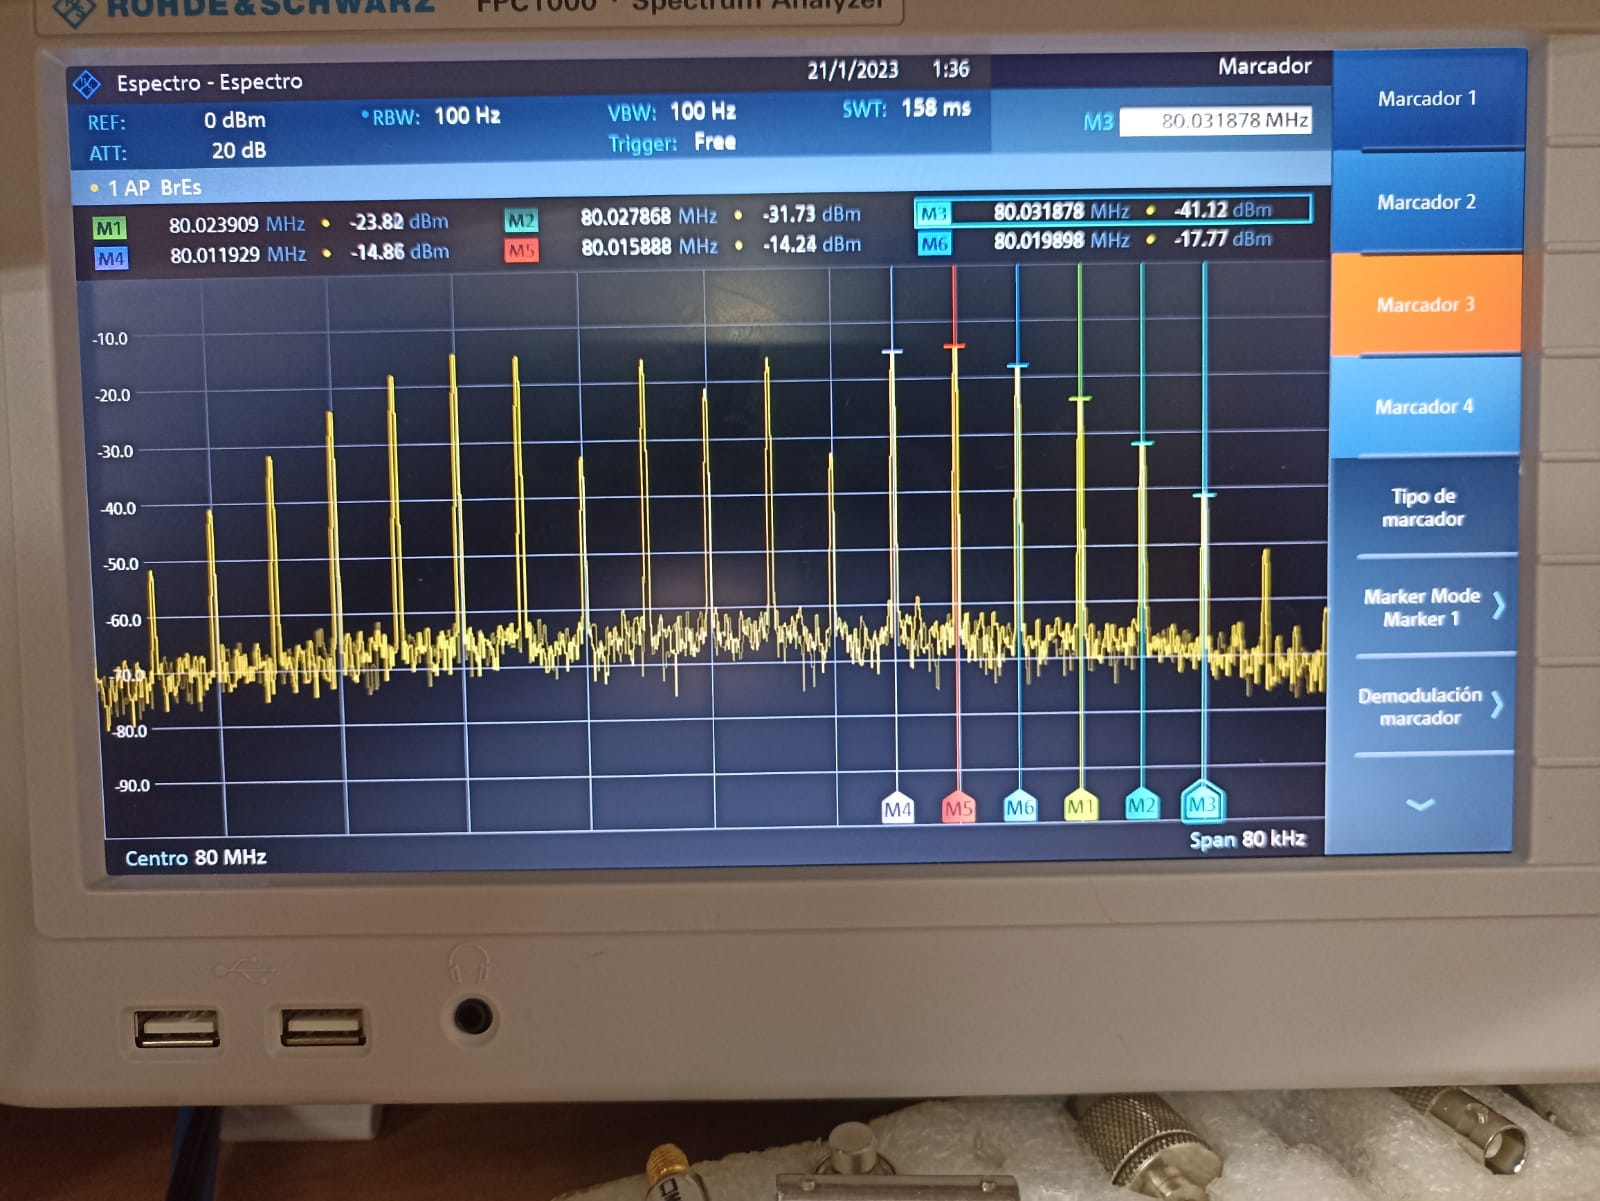 ROHDE&SCHWARZ FPC1000 · Spectrum Analyzer
Espectro - Espectro 21/1/2023 1:36 Marcador
REF: 0 dBm RBW: 100 Hz VBW: 100 Hz SWT: 158 ms M3 80.031878 MHz
ATT: 20 dB Trigger: Free
1 AP BrEs
M1 80.023909 MHz -23.82 dBm M2 80.027868 MHz -31.73 dBm M3 80.031878 MHz -41.12 dBm
M4 80.011929 MHz -14.86 dBm M5 80.015888 MHz -14.24 dBm M6 80.019898 MHz -17.77 dBm
-10.0
-20.0
-30.0
-40.0
-50.0
-60.0
-70.0
-80.0
-90.0
M4 M5 M6 M1 M2 M3
Centro 80 MHz Span 80 kHz
Marcador 1
Marcador 2
Marcador 3
Marcador 4
Tipo de
marcador
Marker Mode
Marker 1
Demodulación
marcador